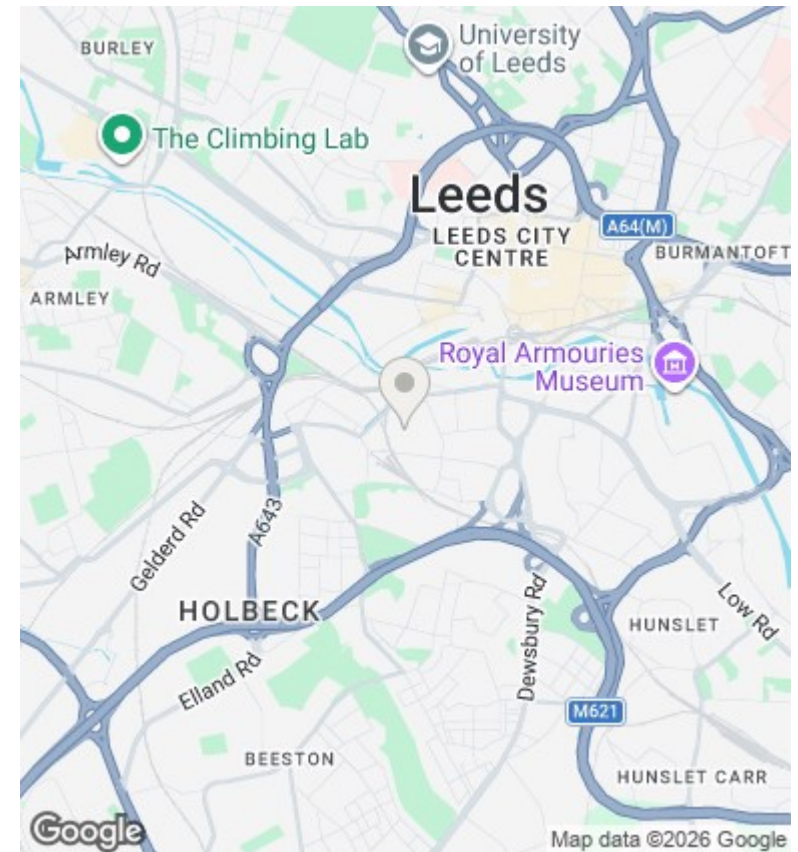 BURLEY
University
of Leeds
The Climbing Lab
Leeds
LEEDS CITY
CENTRE
A64(M)
BURMANTOFT
Armley Rd
ARMLEY
Royal Armouries
Museum
Gelderd Rd
A643
HOLBECK
Elland Rd
Dewsbury Rd
Low Rd
HUNSLET
M621
BEESTON
HUNSLET CARR
Google
Map data ©2026 Google